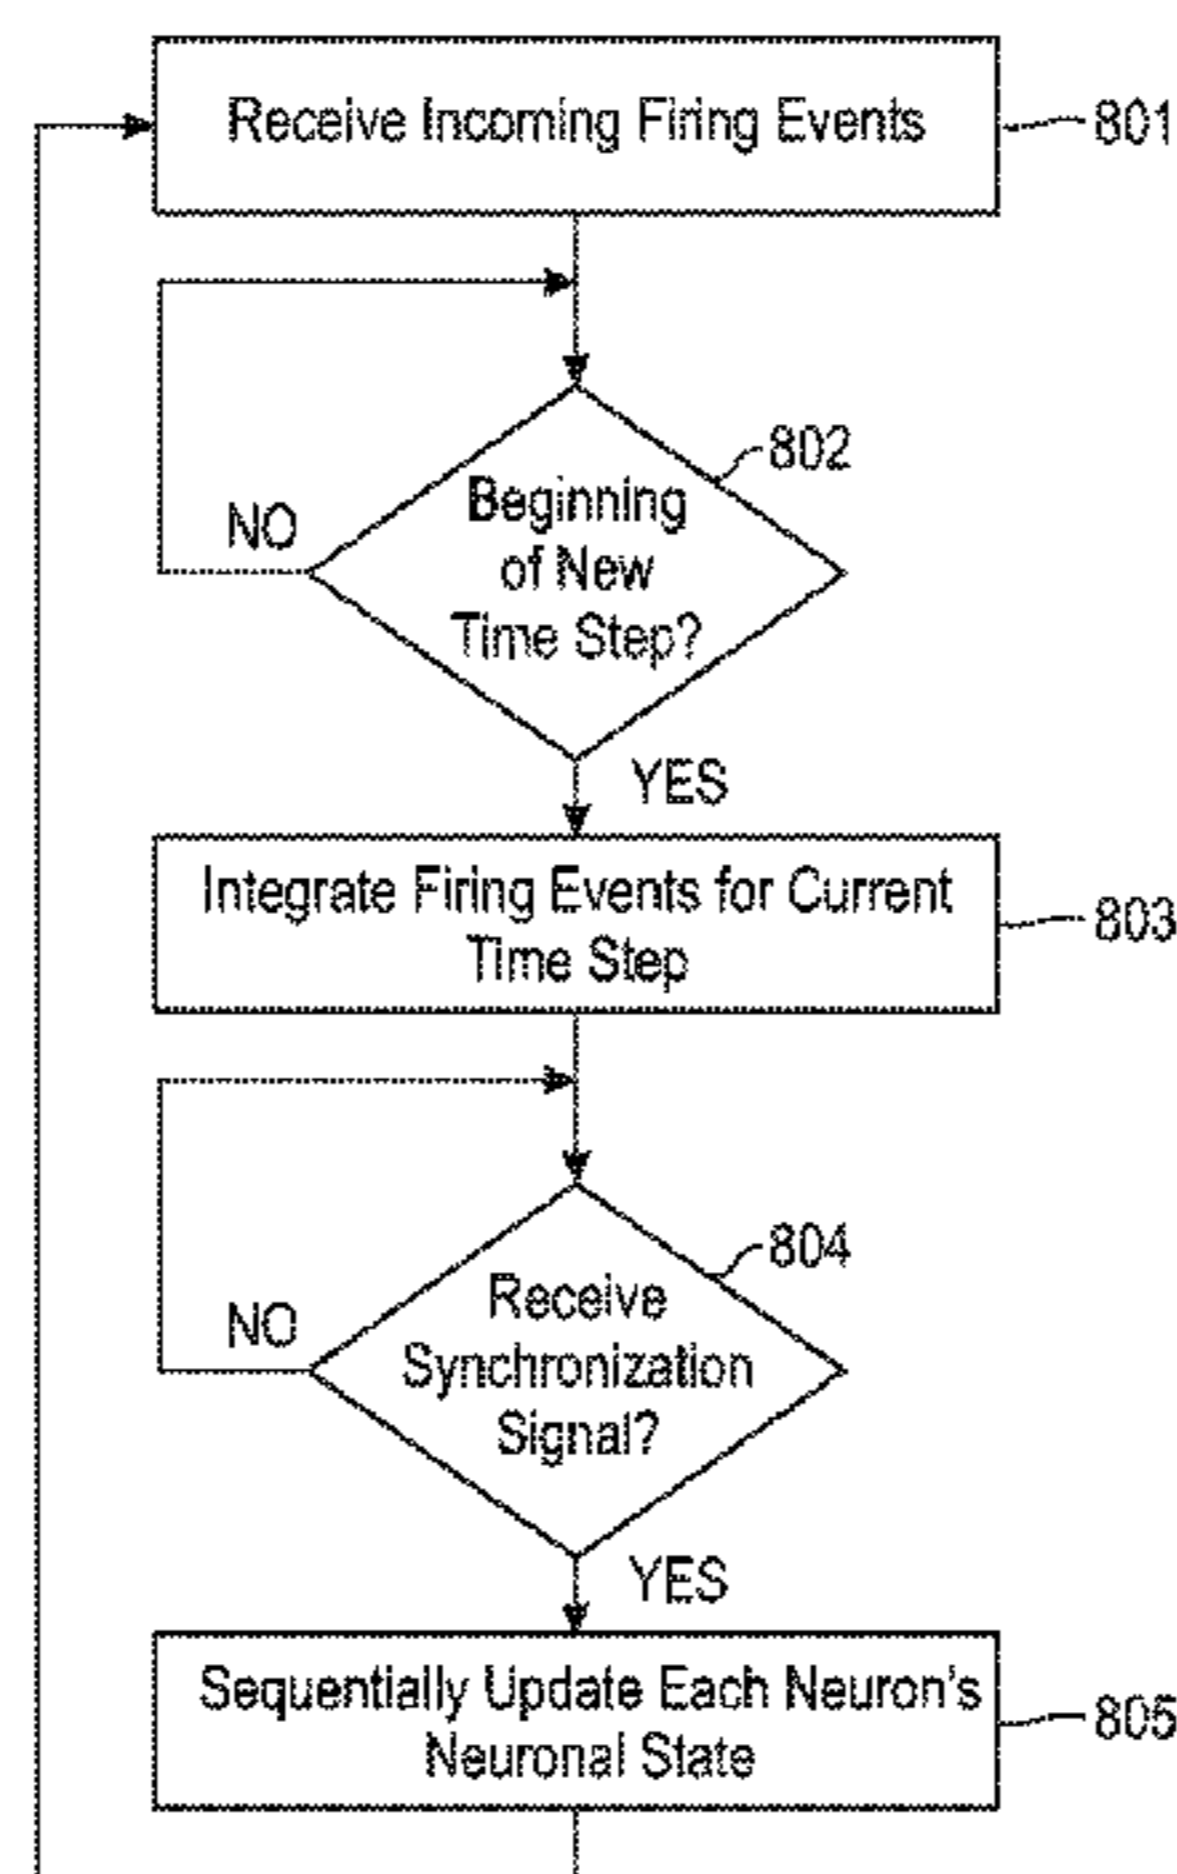 Receive Incoming Firing Events
801
802
Beginning
of New
Time Step?
NO
YES
Integrate Firing Events for Current
Time Step
803
804
Receive
Synchronization
Signal?
NO
YES
Sequentially Update Each Neuron's
Neuronal State
805